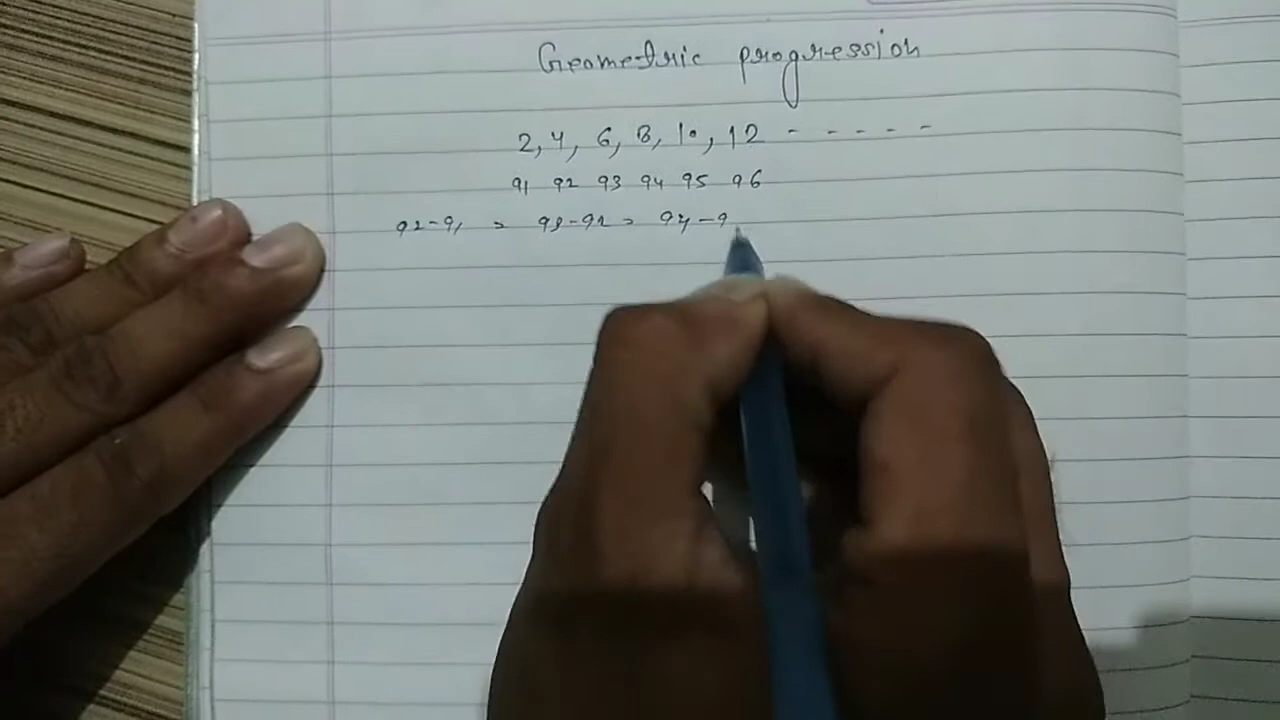 Geometric progression
2, 4, 6, 8, 10, 12 - - - - -
a1 a2 a3 a4 a5 a6
a2-a1 = a3-a2 = a4-a